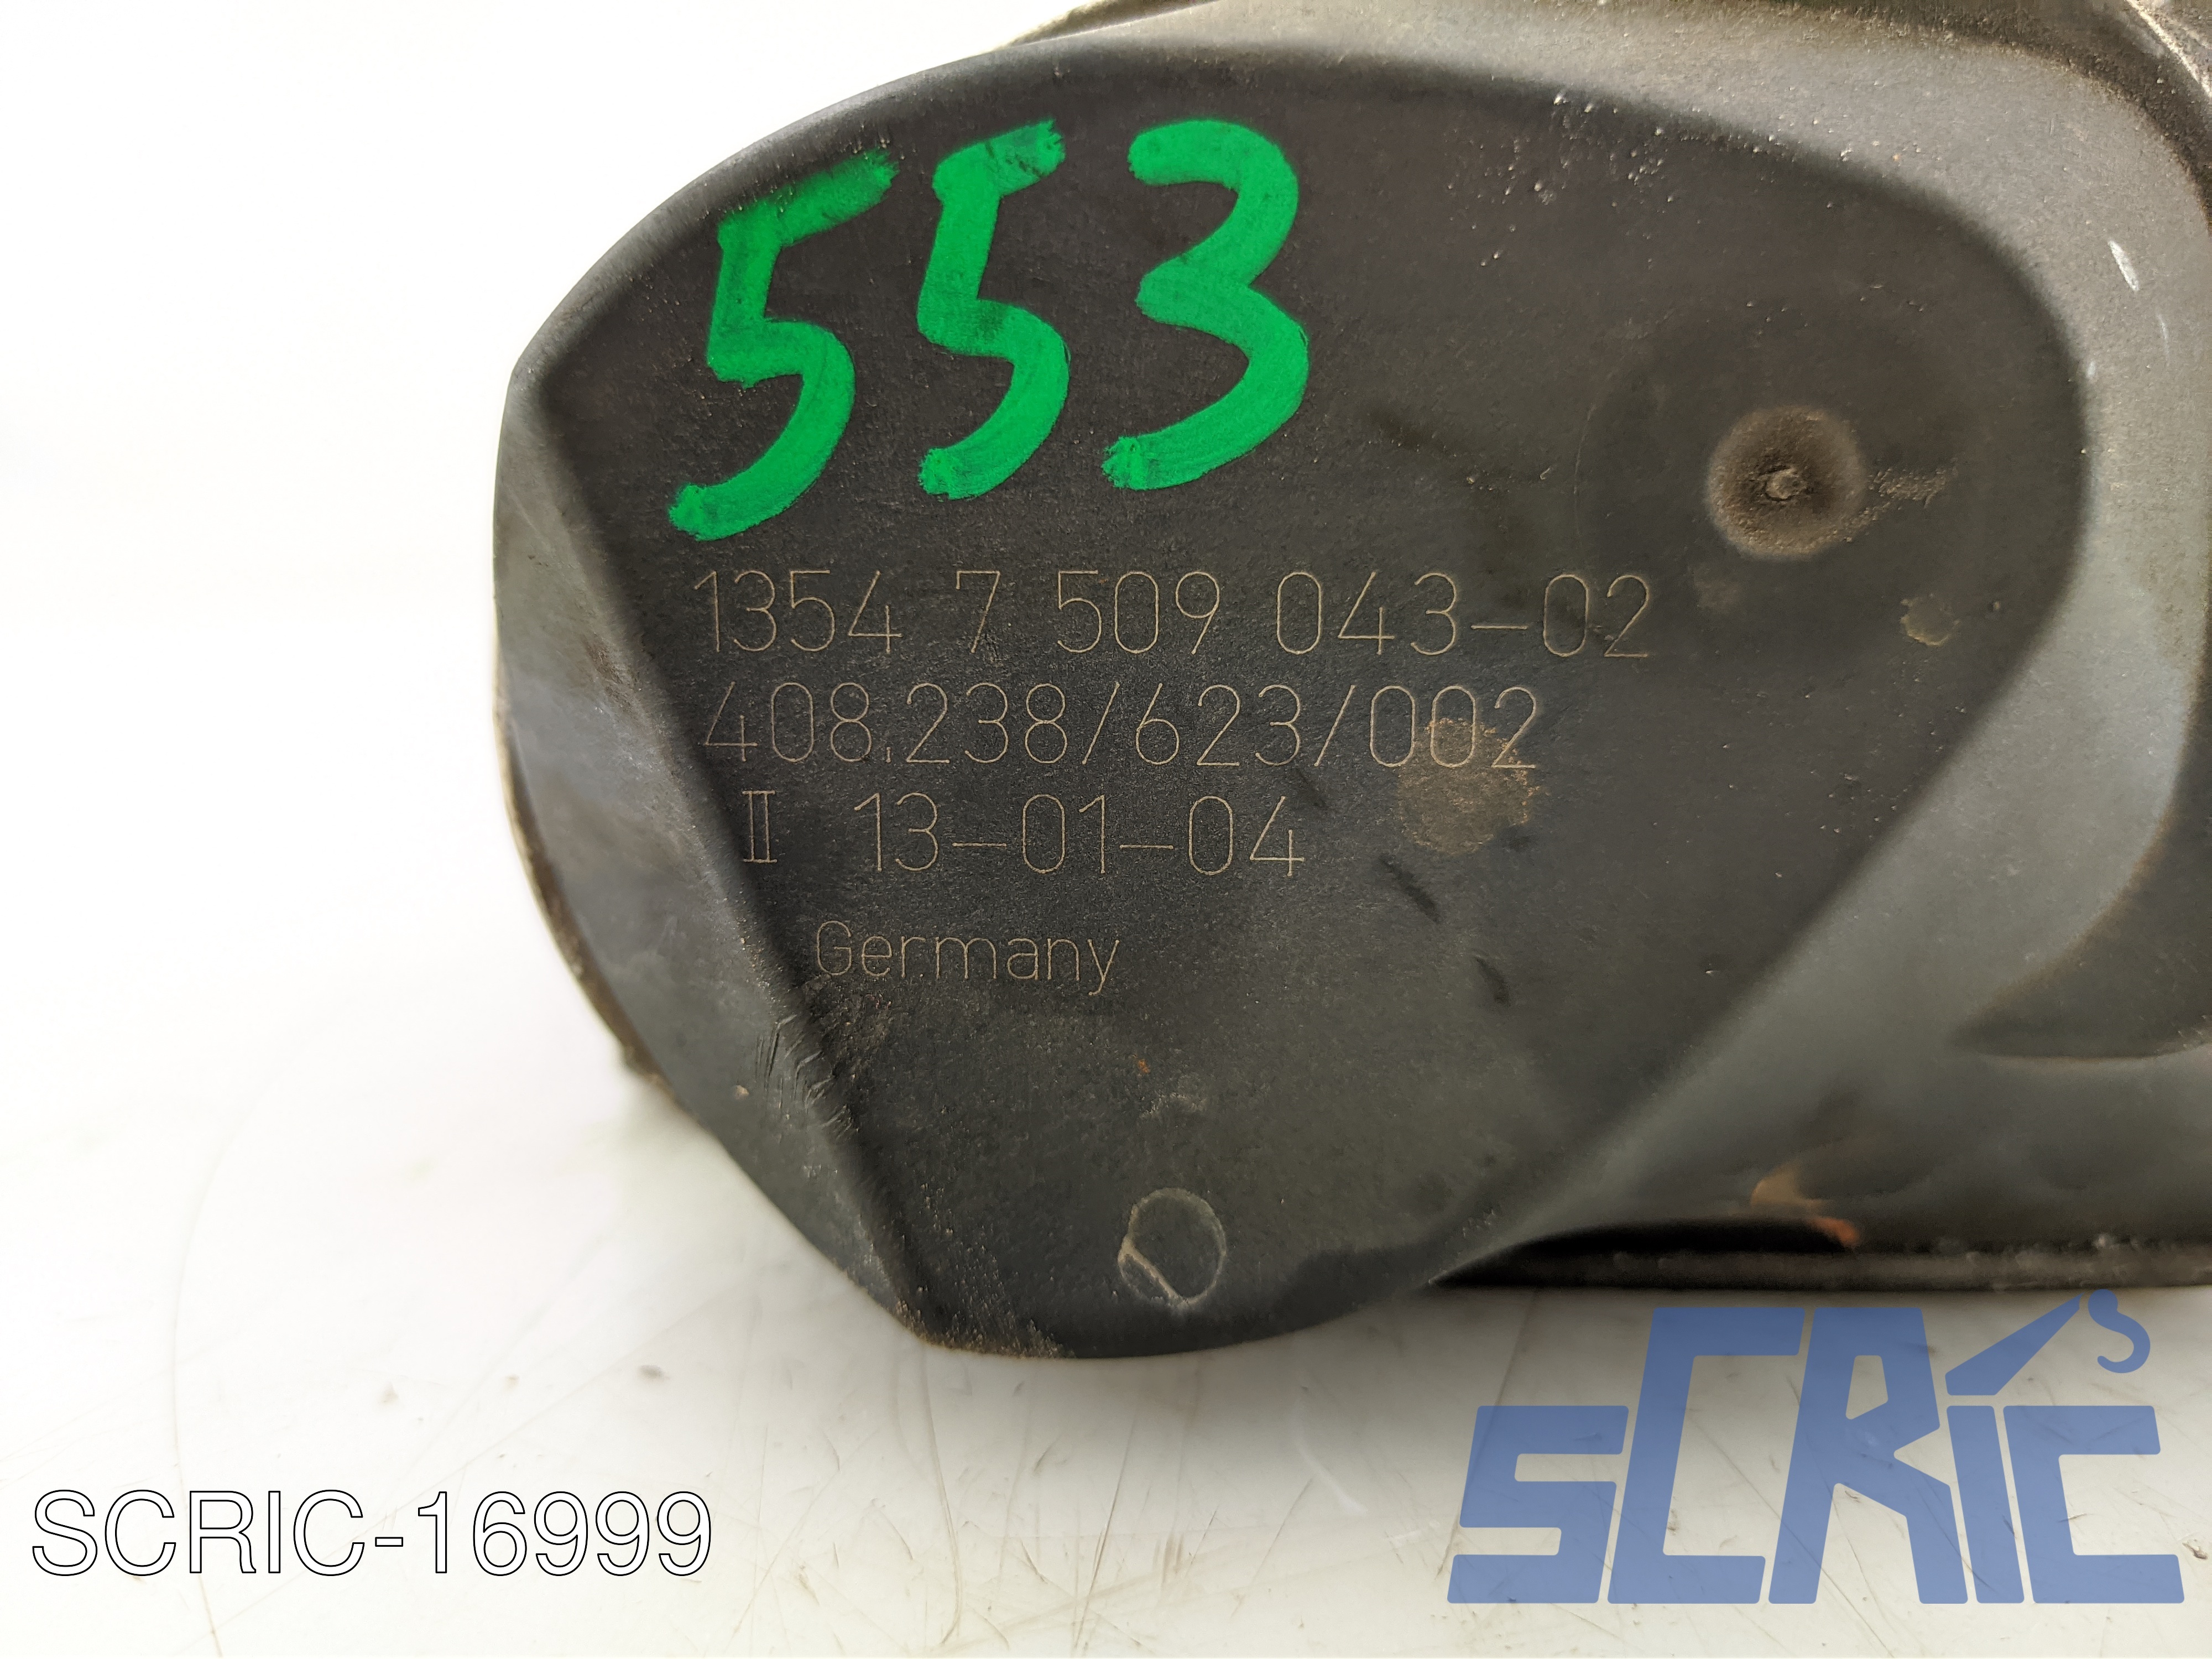 553
1354 7 509 043-02
408.238/623/002
II 13-01-04
Germany
SCRIC-16999
SCRIC